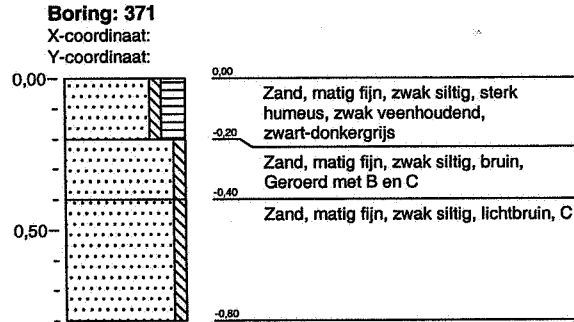 Boring: 371
X-coordinaat:
Y-coordinaat:
0,00
0,00
Zand, matig fijn, zwak siltig, sterk
humeus, zwak veenhoudend,
zwart-donkergrijs
-0,20
Zand, matig fijn, zwak siltig, bruin,
Geroerd met B en C
-0,40
Zand, matig fijn, zwak siltig, lichtbruin, C
0,50
-0,80